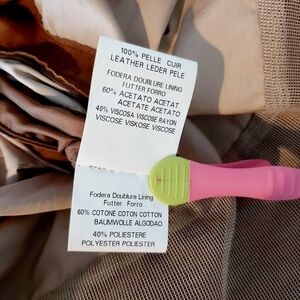 100% PELLE CUIR
LEATHER LEDER PELE
FODERA DOUBLURE LINING
FUTTER FORRO
60% ACETATO ACETAT
ACETATE ACETATO
40% VISCOSA VISCOSE RAYON
VISCOSE VISKOSE VISCOSE
Fodera Doublure Lining
Futter Forro
60% COTONE COTON COTTON
BAUMWOLLE ALGODAO
40% POLIESTERE
POLYESTER POLIESTER